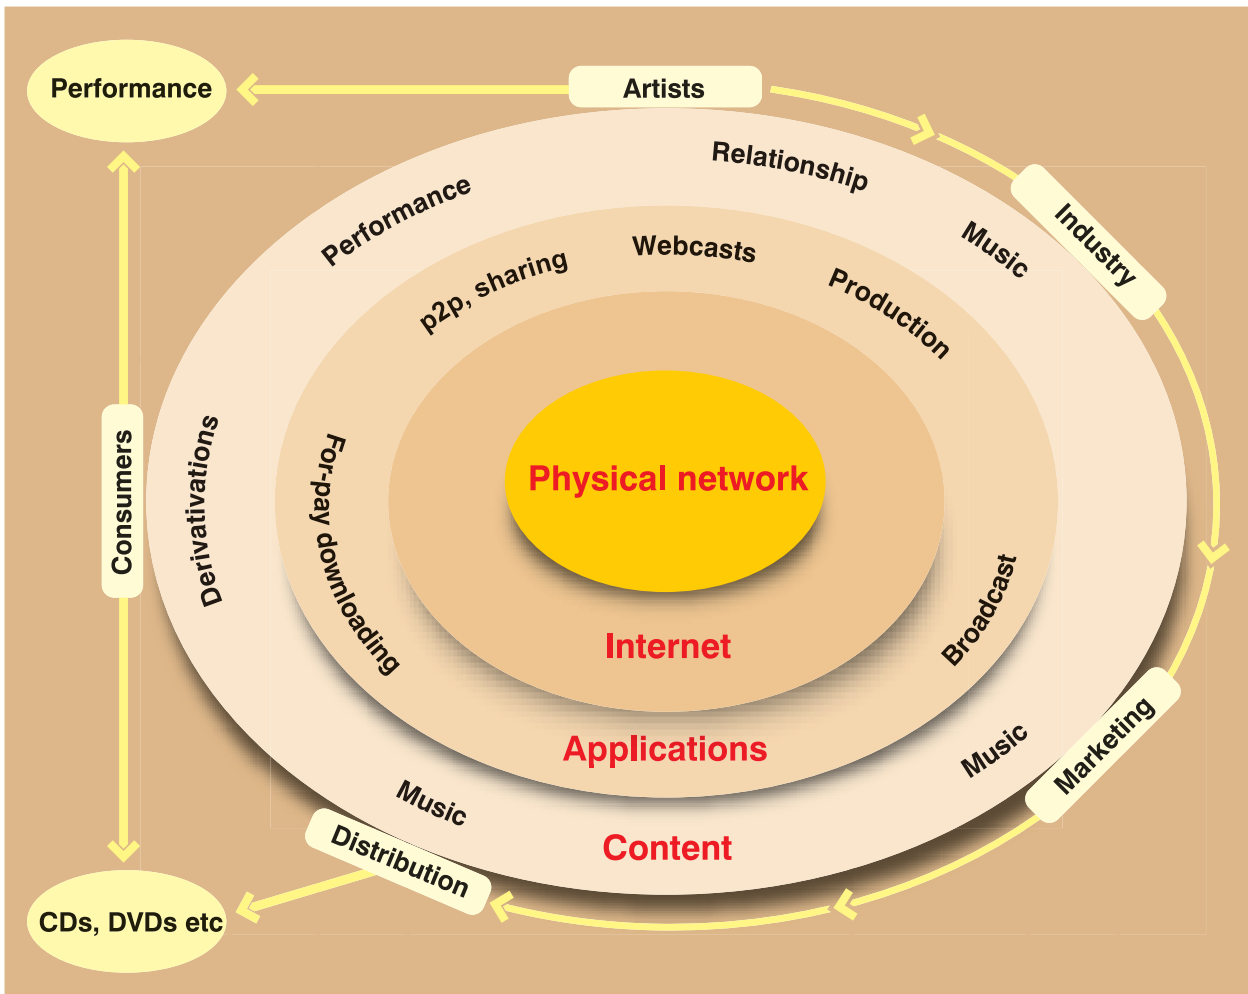 Performance
Artists
Relationship
Performance
Industry
Music
Webcasts
p2p, sharing
Production
Physical network
Consumers
Derivations
For-pay downloading
Broadcast
Internet
Applications
Music
Marketing
Music
Content
Distribution
CDs, DVDs etc